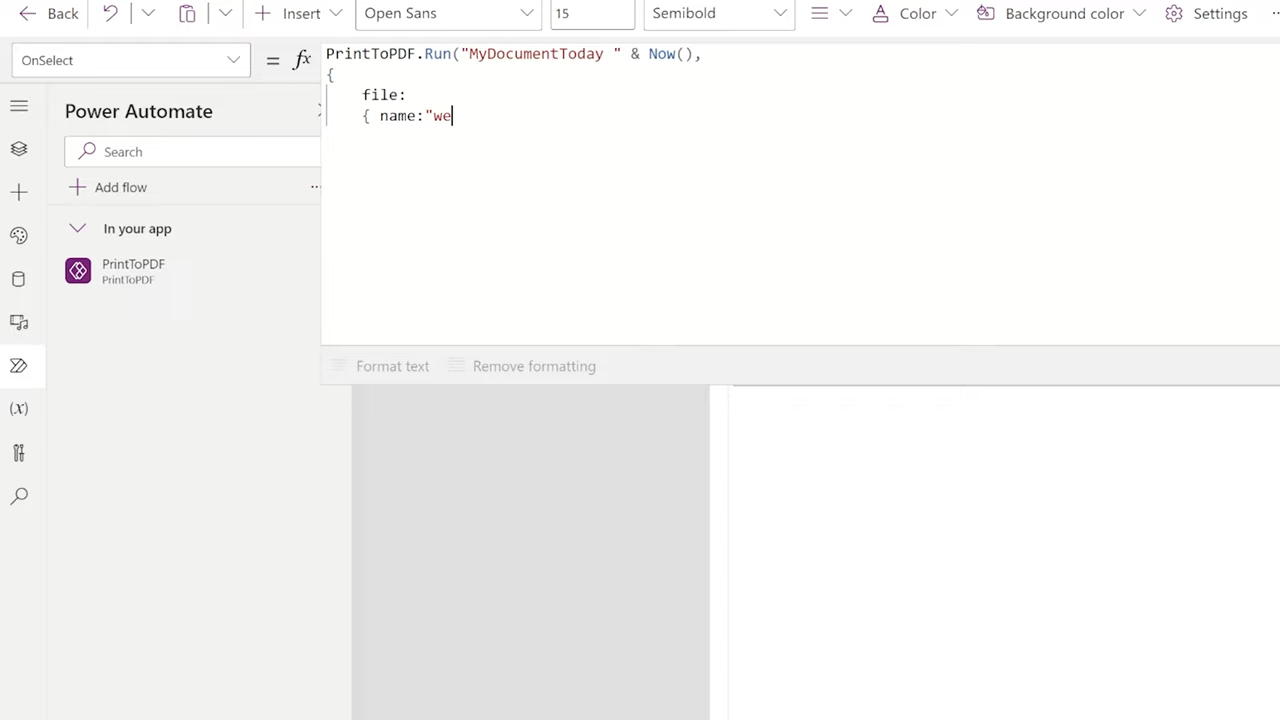 Back
Insert
Open Sans
15
Semibold
Color
Background color
Settings
OnSelect
= fx
PrintToPDF.Run("MyDocumentToday " & Now(),
{
file:
{ name:"we
Power Automate
Search
Add flow
In your app
PrintToPDF
PrintToPDF
Format text
Remove formatting
(x)